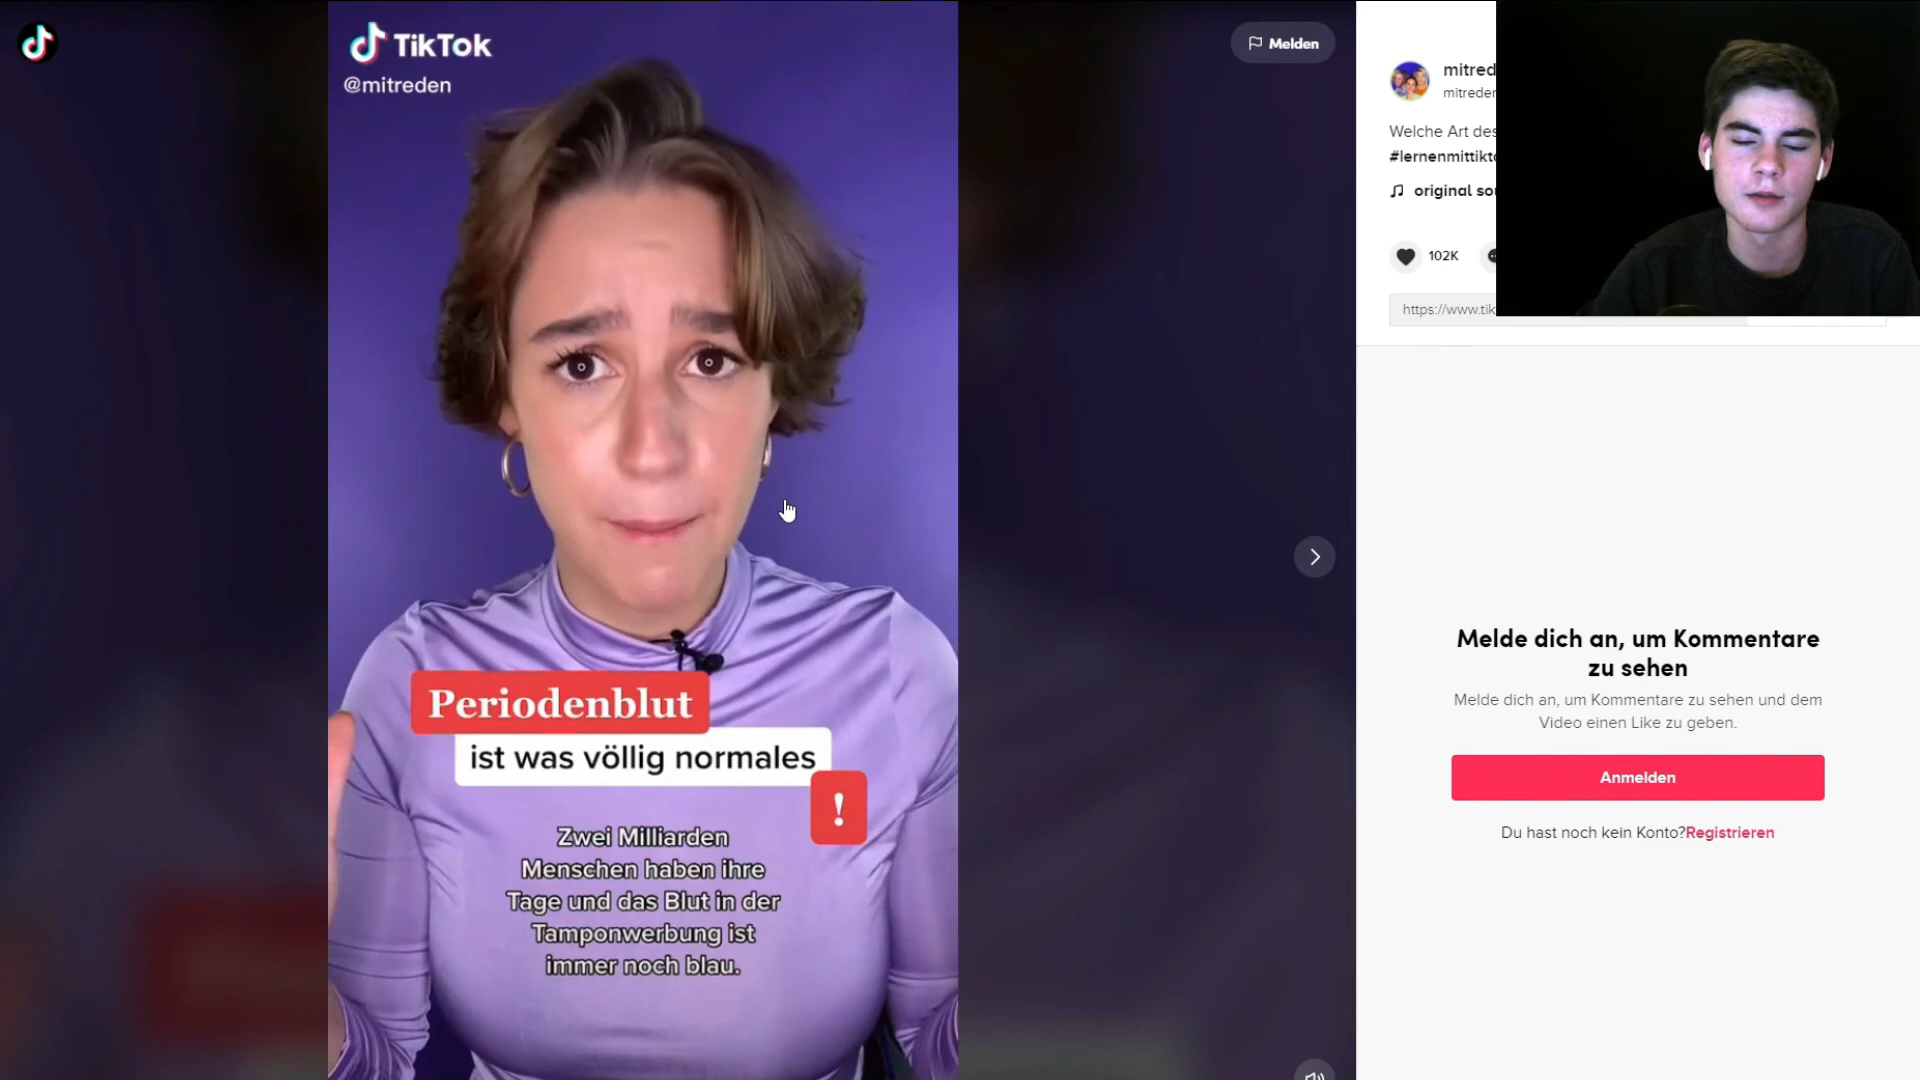 TikTok
@mitreden
Periodenblut
ist was völlig normales
!
Zwei Milliarden
Menschen haben ihre
Tage und das Blut in der
Tamponwerbung ist
immer noch blau.
Melden
mitred
mitreden
Welche Art des
#lernenmittikto
original sou
102K
https://www.tik
Melde dich an, um Kommentare
zu sehen
Melde dich an, um Kommentare zu sehen und dem
Video einen Like zu geben.
Anmelden
Du hast noch kein Konto?Registrieren